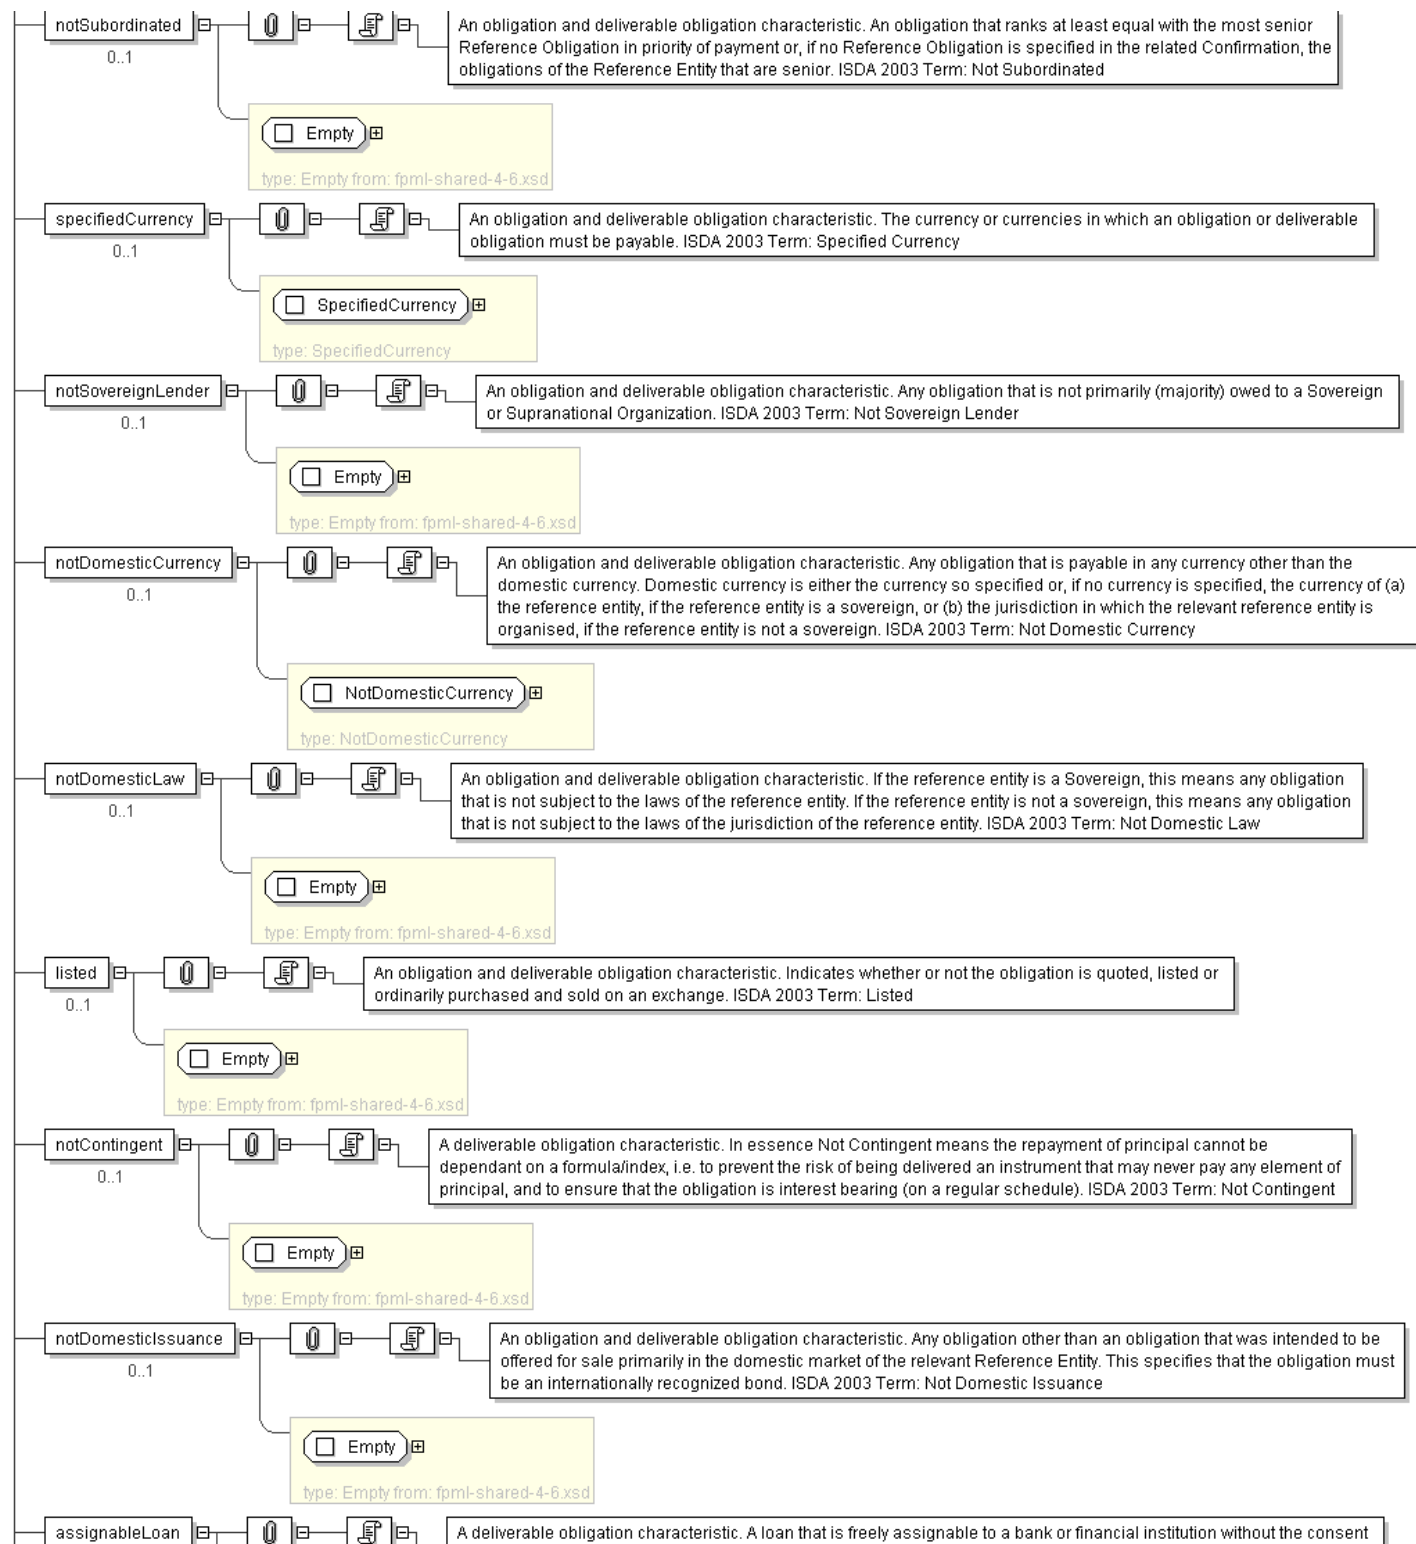 notSubordinated
An obligation and deliverable obligation characteristic. An obligation that ranks at least equal with the most senior
Reference Obligation in priority of payment or, if no Reference Obligation is specified in the related Confirmation, the
obligations of the Reference Entity that are senior. ISDA 2003 Term: Not Subordinated
0..1
Empty
type: Empty from: fpml-shared-4-6.xsd
specifiedCurrency
An obligation and deliverable obligation characteristic. The currency or currencies in which an obligation or deliverable
obligation must be payable. ISDA 2003 Term: Specified Currency
0..1
SpecifiedCurrency
type: SpecifiedCurrency
notSovereignLender
An obligation and deliverable obligation characteristic. Any obligation that is not primarily (majority) owed to a Sovereign
or Supranational Organization. ISDA 2003 Term: Not Sovereign Lender
0..1
Empty
type: Empty from: fpml-shared-4-6.xsd
notDomesticCurrency
An obligation and deliverable obligation characteristic. Any obligation that is payable in any currency other than the
domestic currency. Domestic currency is either the currency so specified or, if no currency is specified, the currency of (a)
the reference entity, if the reference entity is a sovereign, or (b) the jurisdiction in which the relevant reference entity is
organised, if the reference entity is not a sovereign. ISDA 2003 Term: Not Domestic Currency
0..1
NotDomesticCurrency
type: NotDomesticCurrency
notDomesticLaw
An obligation and deliverable obligation characteristic. If the reference entity is a Sovereign, this means any obligation
that is not subject to the laws of the reference entity. If the reference entity is not a sovereign, this means any obligation
that is not subject to the laws of the jurisdiction of the reference entity. ISDA 2003 Term: Not Domestic Law
0..1
Empty
type: Empty from: fpml-shared-4-6.xsd
listed
An obligation and deliverable obligation characteristic. Indicates whether or not the obligation is quoted, listed or
ordinarily purchased and sold on an exchange. ISDA 2003 Term: Listed
0..1
Empty
type: Empty from: fpml-shared-4-6.xsd
notContingent
A deliverable obligation characteristic. In essence Not Contingent means the repayment of principal cannot be
dependant on a formula/index, i.e. to prevent the risk of being delivered an instrument that may never pay any element of
principal, and to ensure that the obligation is interest bearing (on a regular schedule). ISDA 2003 Term: Not Contingent
0..1
Empty
type: Empty from: fpml-shared-4-6.xsd
notDomesticIssuance
An obligation and deliverable obligation characteristic. Any obligation other than an obligation that was intended to be
offered for sale primarily in the domestic market of the relevant Reference Entity. This specifies that the obligation must
be an internationally recognized bond. ISDA 2003 Term: Not Domestic Issuance
0..1
Empty
type: Empty from: fpml-shared-4-6.xsd
assignableLoan
A deliverable obligation characteristic. A loan that is freely assignable to a bank or financial institution without the consent